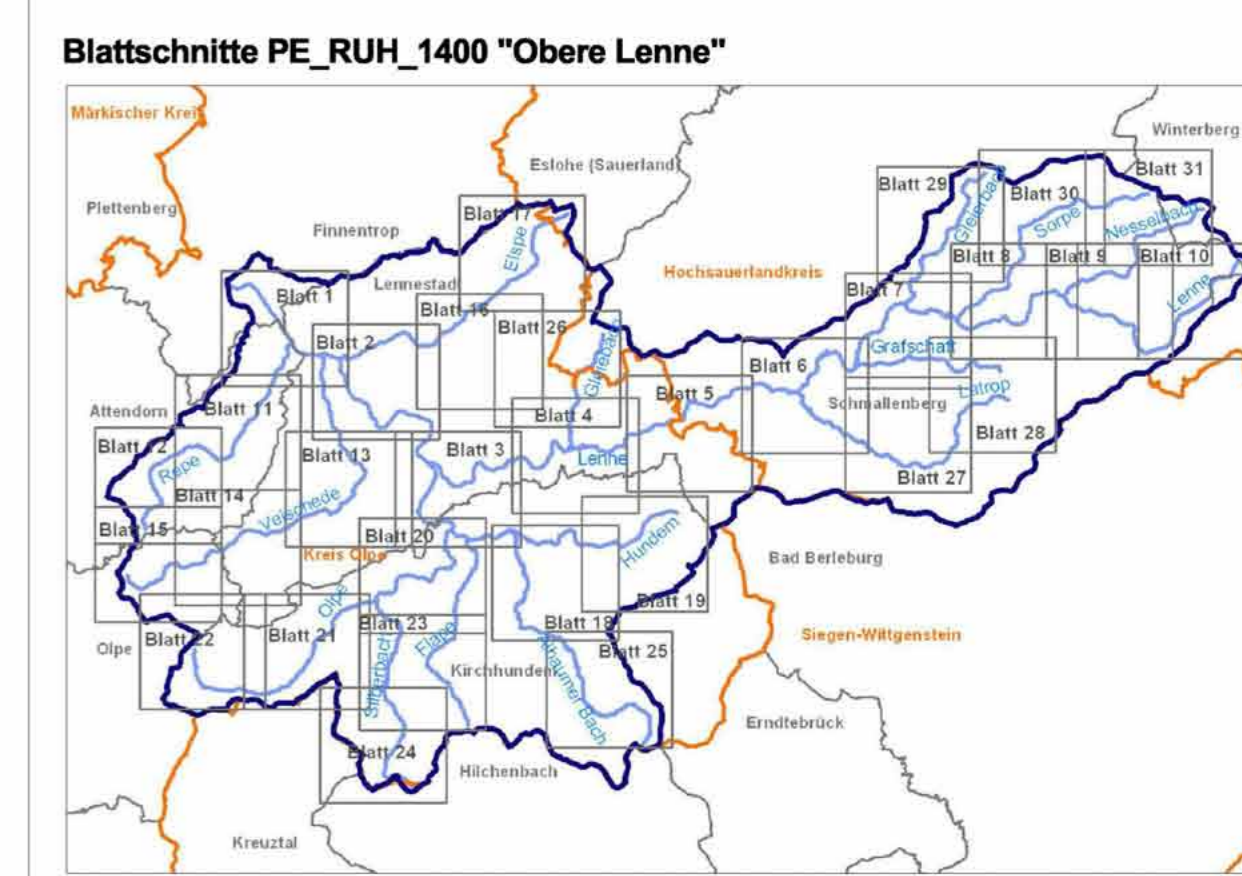 Blattschnitte PE_RUH_1400 "Obere Lenne"
Märkischer Kreis
Winterberg
Eslohe (Sauerland)
Blatt 31
Blatt 29
Blatt 30
Gleierbach
Plettenberg
Blatt 17
Sorpe
Nesselbach
Finnentrop
Elspe
Blatt 8
Blatt 9
Blatt 10
Hochsauerlandkreis
Lennestadt
Blatt 7
Lenne
Blatt 1
Blatt 16
Blatt 26
Blatt 2
Grafschaft
Gleiebach
Blatt 6
Latrop
Blatt 5
Schmallenberg
Attendorn
Blatt 11
Blatt 4
Blatt 28
Blatt 12
Blatt 13
Blatt 3
Lenne
Repe
Blatt 27
Blatt 14
Veischede
Blatt 15
Blatt 20
Hundem
Kreis Olpe
Bad Berleburg
Olpe
Blatt 19
Blatt 23
Blatt 18
Blatt 22
Blatt 21
Flape
Siegen-Wittgenstein
Olpe
Blatt 25
Silberbach
Kirchhundem
Erndtebrück
Blatt 24
Hilchenbach
Kreuztal